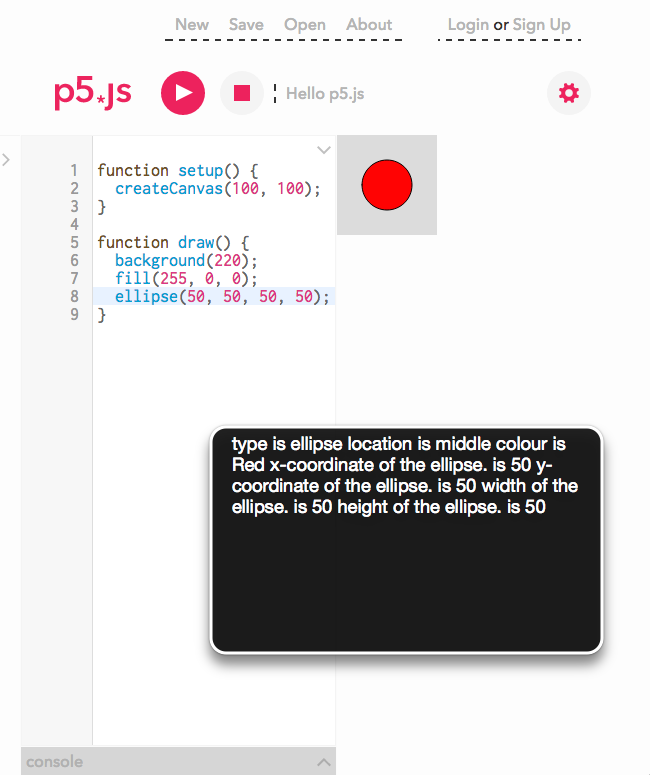 New Save Open About Login or Sign Up
p5*js Hello p5.js
1 function setup() {
2   createCanvas(100, 100);
3 }
4
5 function draw() {
6   background(220);
7   fill(255, 0, 0);
8   ellipse(50, 50, 50, 50);
9 }
type is ellipse location is middle colour is
Red x-coordinate of the ellipse. is 50 y-
coordinate of the ellipse. is 50 width of the
ellipse. is 50 height of the ellipse. is 50
console